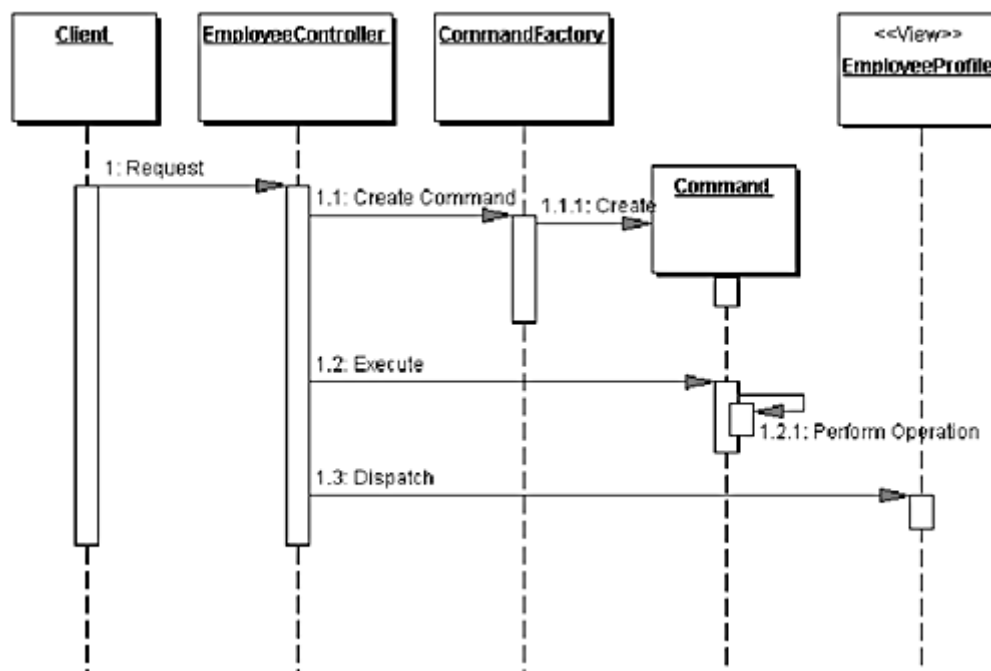 Client
EmployeeController
CommandFactory
<<View>>
EmployeeProfile
1: Request
1.1: Create Command
1.1.1: Create
Command
1.2: Execute
1.2.1: Perform Operation
1.3: Dispatch